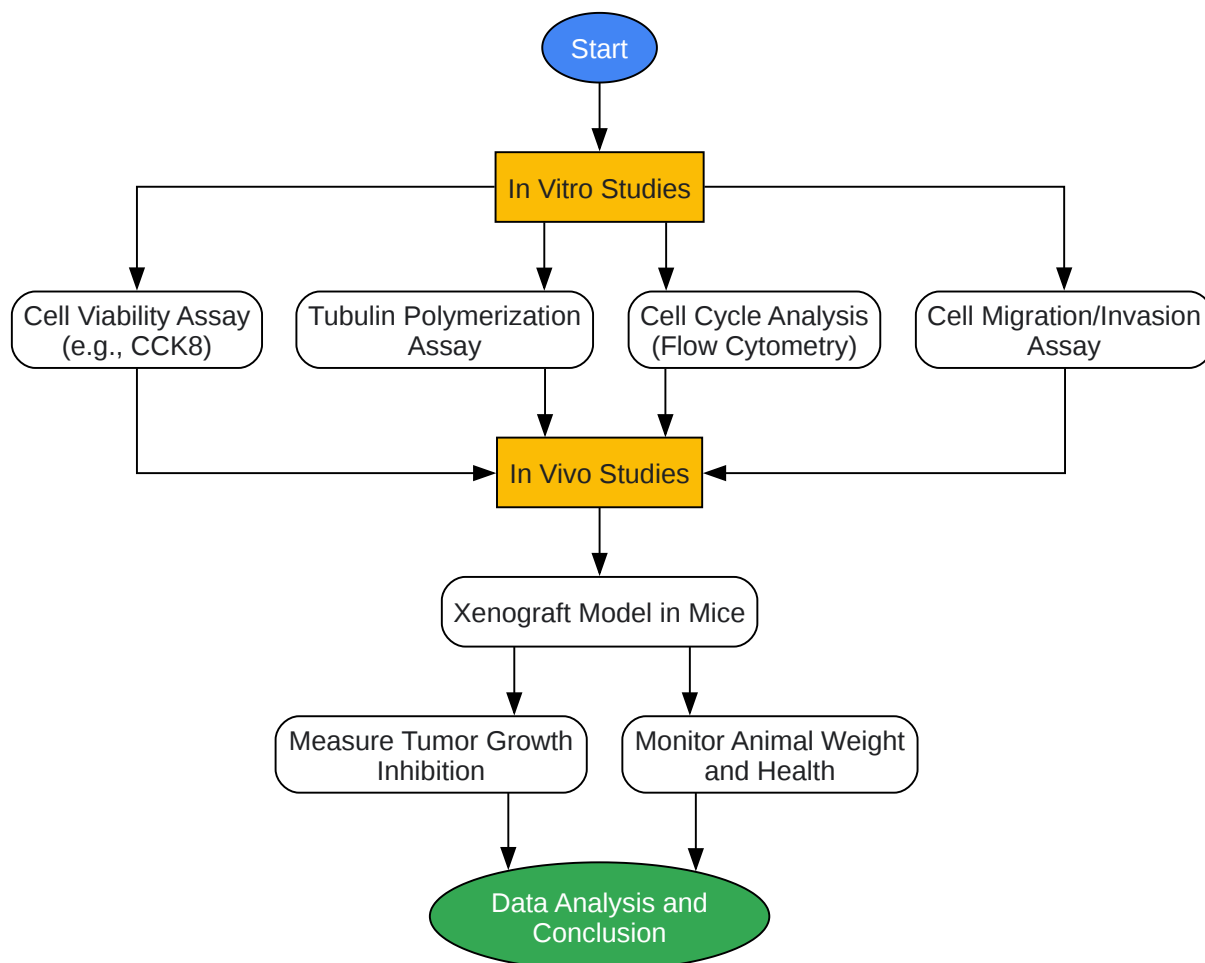 Start
In Vitro Studies
Cell Viability Assay
(e.g., CCK8)
Tubulin Polymerization
Assay
Cell Cycle Analysis
(Flow Cytometry)
Cell Migration/Invasion
Assay
In Vivo Studies
Xenograft Model in Mice
Measure Tumor Growth
Inhibition
Monitor Animal Weight
and Health
Data Analysis and
Conclusion